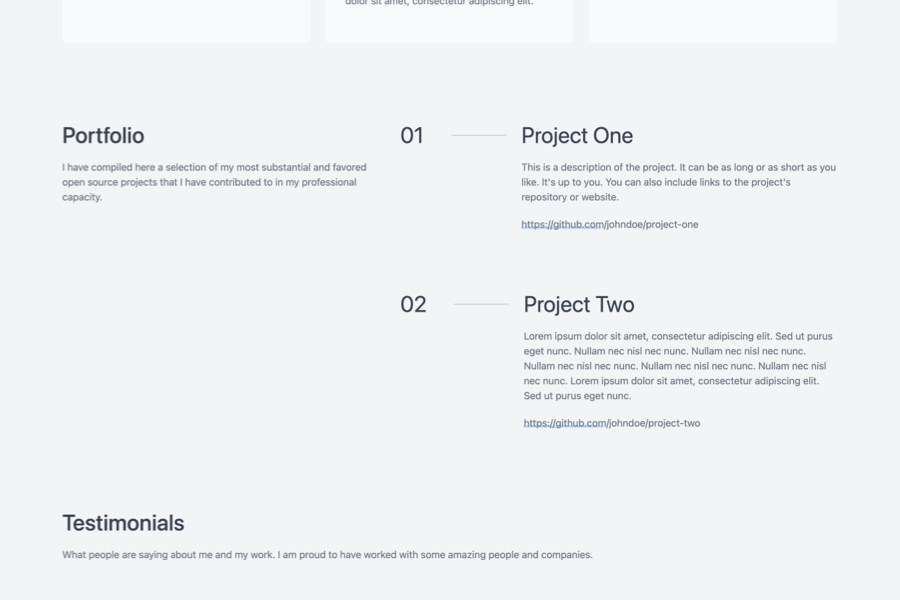 dolor sit amet, consectetur adipiscing elit.
Portfolio
I have compiled here a selection of my most substantial and favored
open source projects that I have contributed to in my professional
capacity.
01
Project One
This is a description of the project. It can be as long or as short as you
like. It's up to you. You can also include links to the project's
repository or website.
https://github.com/johndoe/project-one
02
Project Two
Lorem ipsum dolor sit amet, consectetur adipiscing elit. Sed ut purus
eget nunc. Nullam nec nisl nec nunc. Nullam nec nisl nec nunc.
Nullam nec nisl nec nunc. Nullam nec nisl nec nunc. Nullam nec nisl
nec nunc. Lorem ipsum dolor sit amet, consectetur adipiscing elit.
Sed ut purus eget nunc.
https://github.com/johndoe/project-two
Testimonials
What people are saying about me and my work. I am proud to have worked with some amazing people and companies.